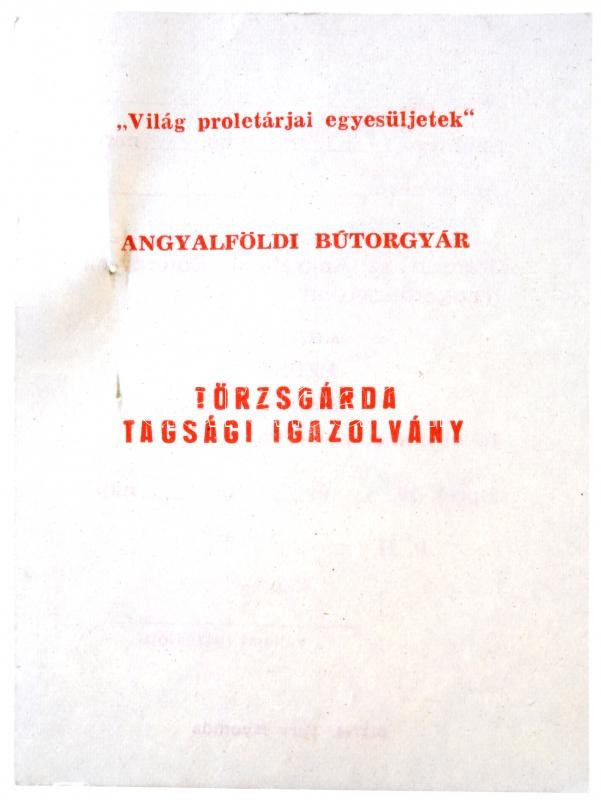 „Világ proletárjai egyesüljetek“
ANGYALFÖLDI BÚTORGYÁR
TÖRZSGÁRDA
TAGSÁGI IGAZOLVÁNY